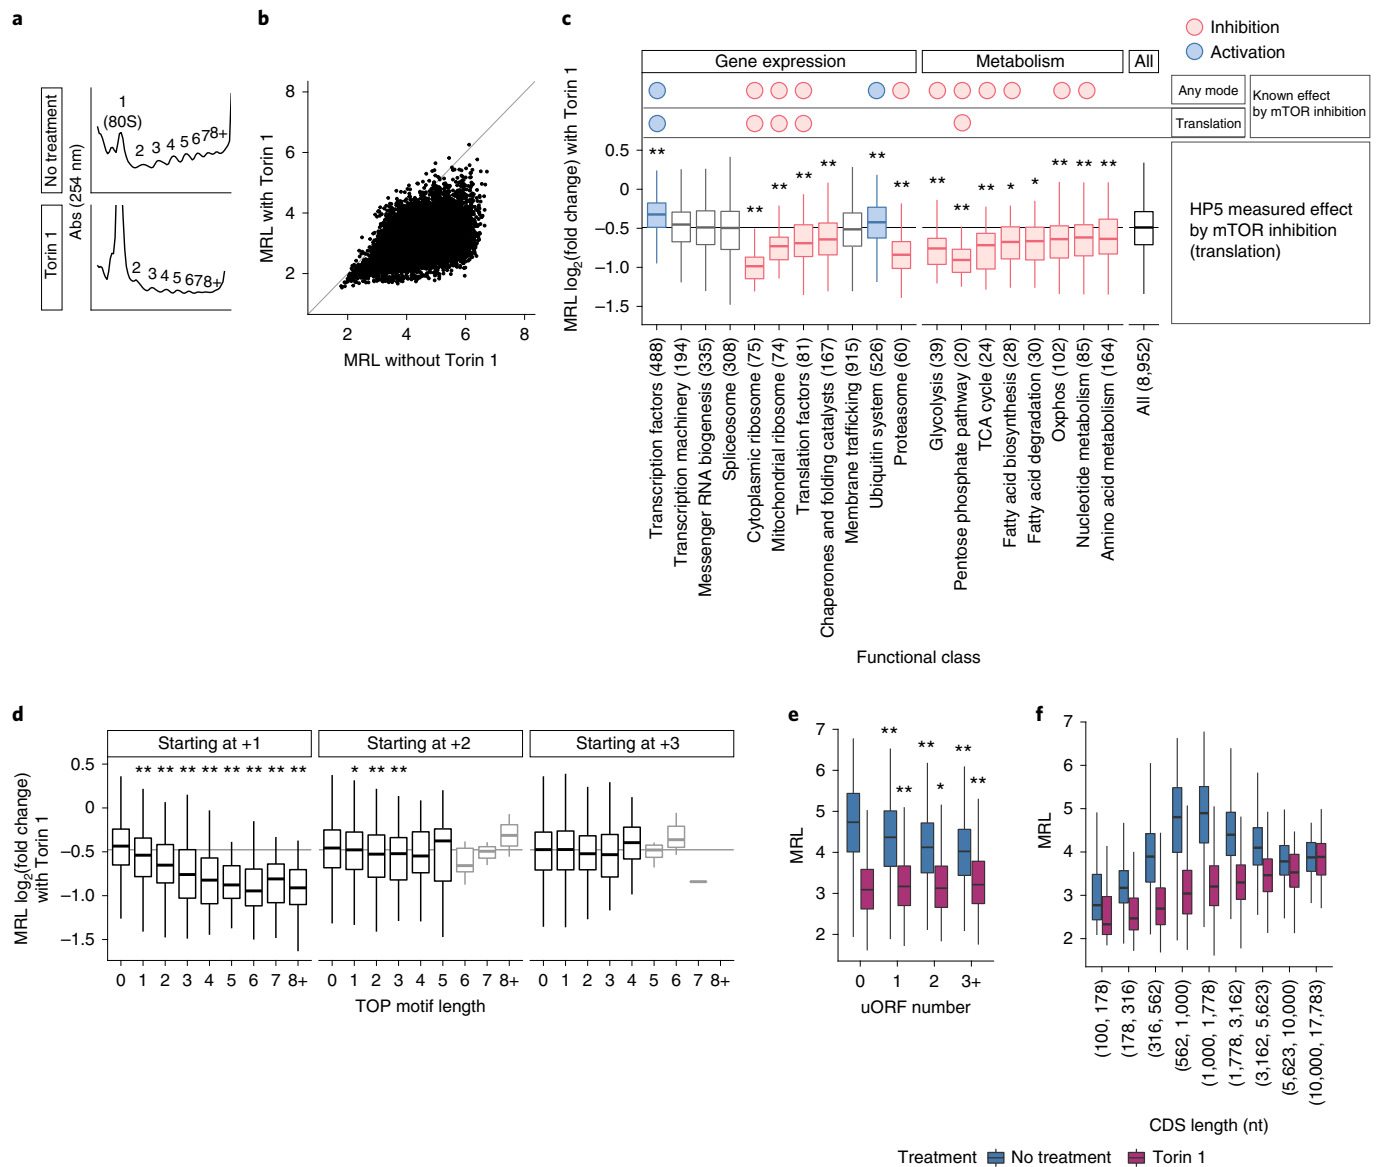 a
No treatment
Torin 1
Abs (254 nm)
1
(80S)
2 3 4 5 678+
2 3 4 5 678+
b
MRL with Torin 1
8
6
4
2
2 4 6 8
MRL without Torin 1
c
Inhibition
Activation
Gene expression
Metabolism
All
Any mode
Translation
Known effect
by mTOR inhibition
HP5 measured effect
by mTOR inhibition
(translation)
MRL log2(fold change) with Torin 1
0.5
0
−0.5
−1.0
−1.5
** ** ** ** ** ** ** ** ** ** * * ** ** **
Transcription factors (488)
Transcription machinery (194)
Messenger RNA biogenesis (335)
Spliceosome (308)
Cytoplasmic ribosome (75)
Mitochondrial ribosome (74)
Translation factors (81)
Chaperones and folding catalysts (167)
Membrane trafficking (915)
Ubiquitin system (526)
Proteasome (60)
Glycolysis (39)
Pentose phosphate pathway (20)
TCA cycle (24)
Fatty acid biosynthesis (28)
Fatty acid degradation (30)
Oxphos (102)
Nucleotide metabolism (85)
Amino acid metabolism (164)
All (8,952)
Functional class
d
Starting at +1
Starting at +2
Starting at +3
MRL log2(fold change)
with Torin 1
0.5
0
−0.5
−1.0
−1.5
** ** ** ** ** ** ** **
* ** **
0 1 2 3 4 5 6 7 8+
0 1 2 3 4 5 6 7 8+
0 1 2 3 4 5 6 7 8+
TOP motif length
e
MRL
7
6
5
4
3
2
** ** **
** * **
0 1 2 3+
uORF number
f
MRL
7
6
5
4
3
2
(100, 178)
(178, 316)
(316, 562)
(562, 1,000)
(1,000, 1,778)
(1,778, 3,162)
(3,162, 5,623)
(5,623, 10,000)
(10,000, 17,783)
CDS length (nt)
Treatment No treatment Torin 1